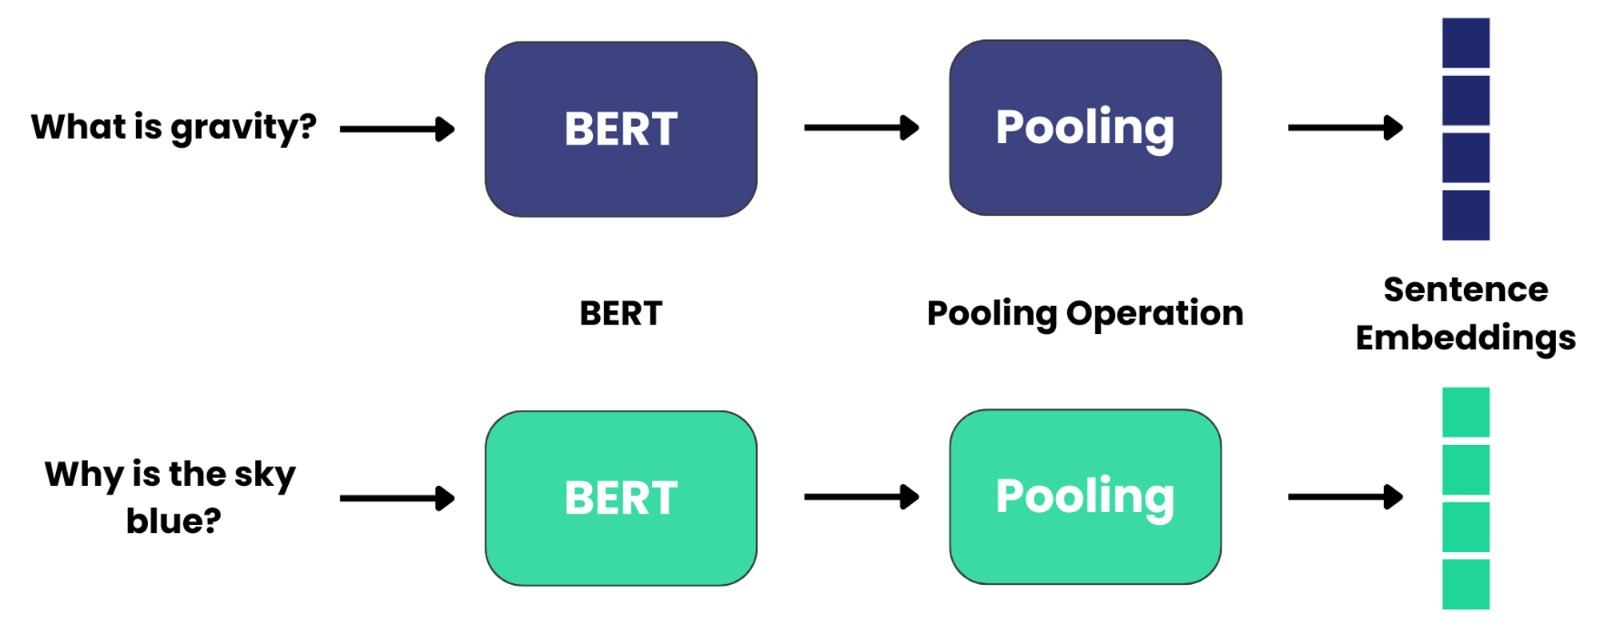 What is gravity?
BERT
Pooling
BERT
Pooling Operation
Sentence
Embeddings
Why is the sky
blue?
BERT
Pooling